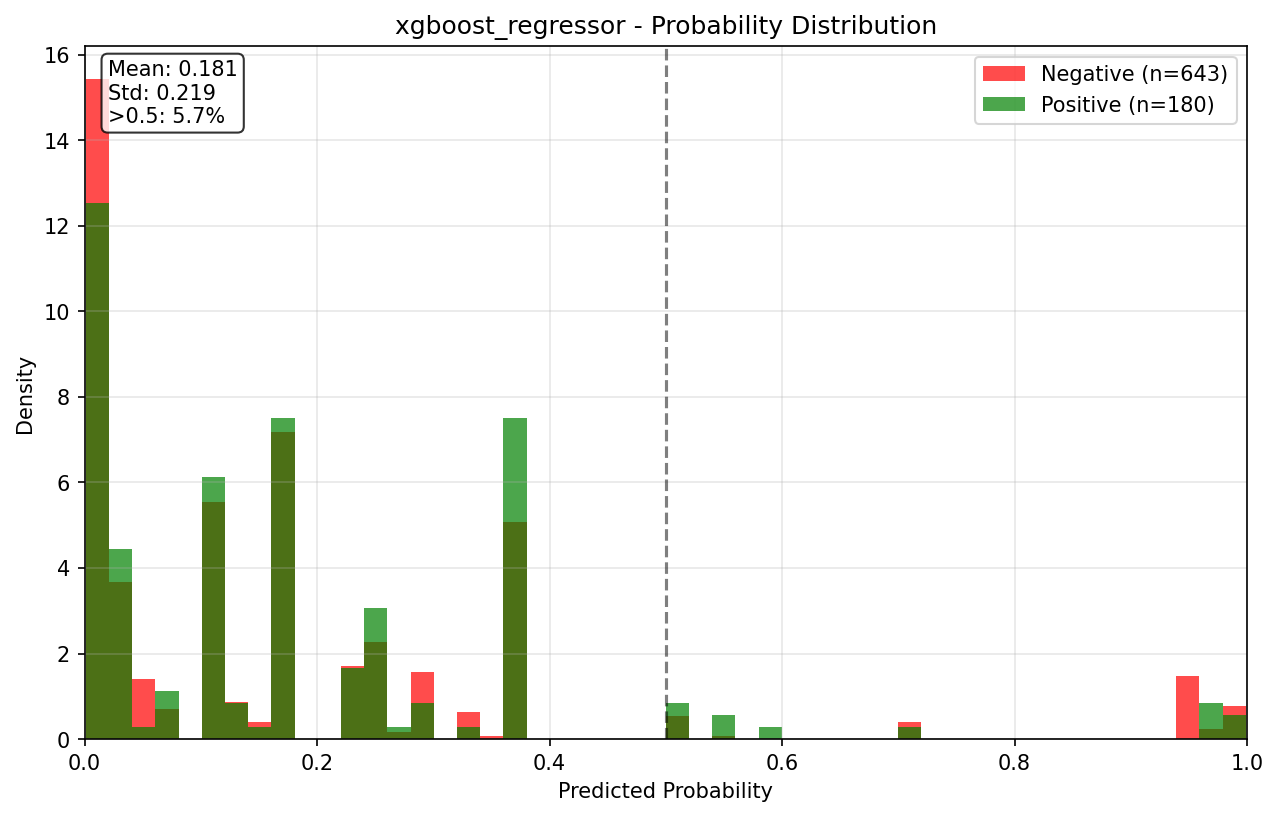 xgboost_regressor - Probability Distribution
Mean: 0.181
Std: 0.219
>0.5: 5.7%
Negative (n=643)
Positive (n=180)
Density
16
14
12
10
8
6
4
2
0
0.0 0.2 0.4 0.6 0.8 1.0
Predicted Probability